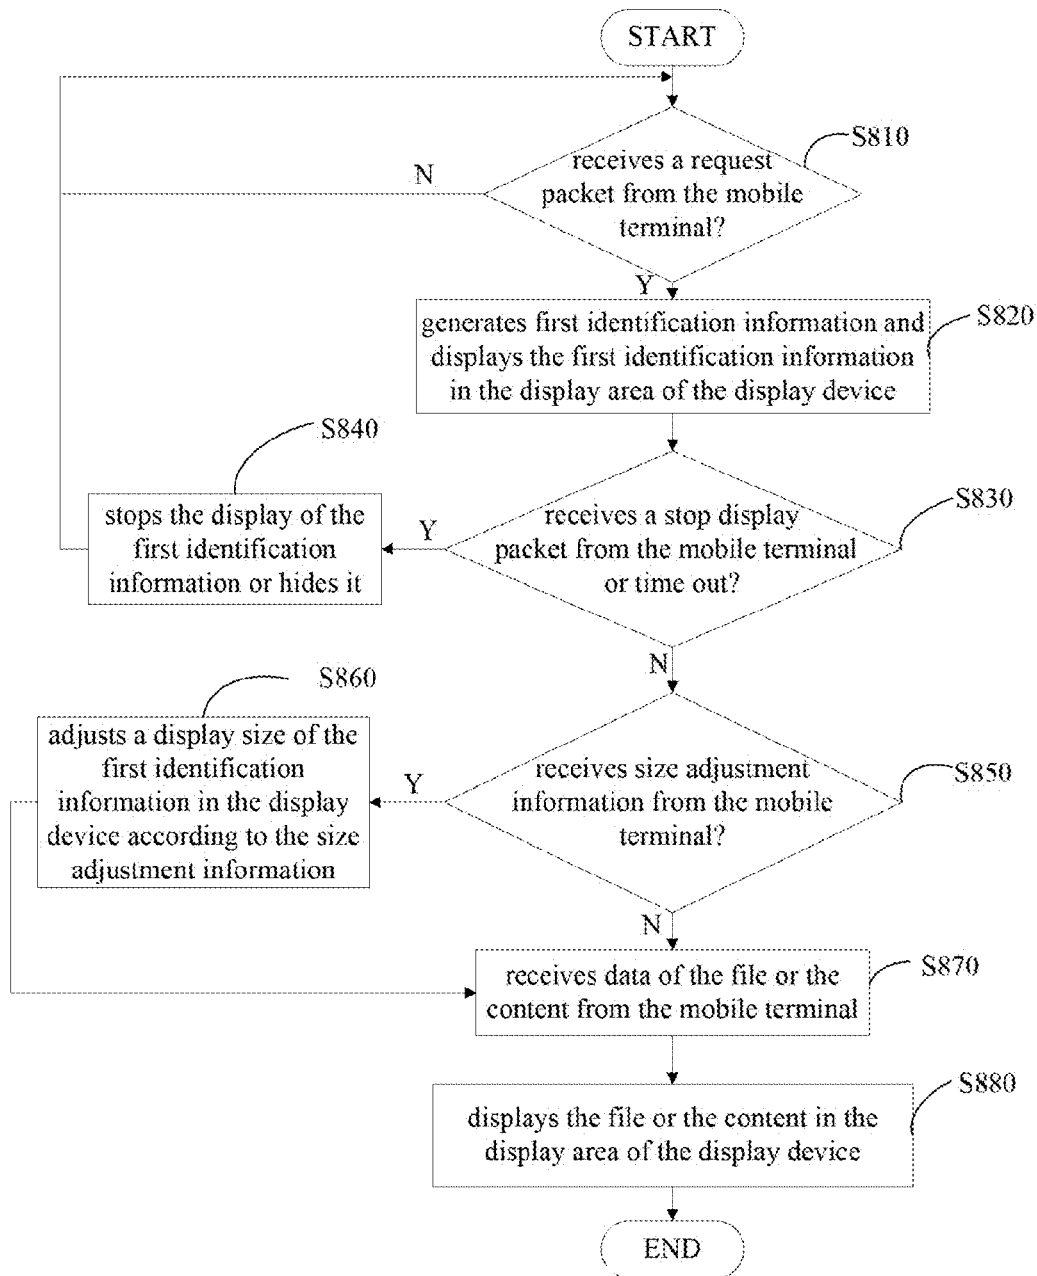 START
S810
receives a request
packet from the mobile
terminal?
N
Y
S820
generates first identification information and
displays the first identification information
in the display area of the display device
S840
stops the display of the
first identification
information or hides it
Y
S830
receives a stop display
packet from the mobile terminal
or time out?
N
S860
adjusts a display size of the
first identification
information in the display
device according to the size
adjustment information
Y
S850
receives size adjustment
information from the mobile
terminal?
N
S870
receives data of the file or the
content from the mobile terminal
S880
displays the file or the content in the
display area of the display device
END